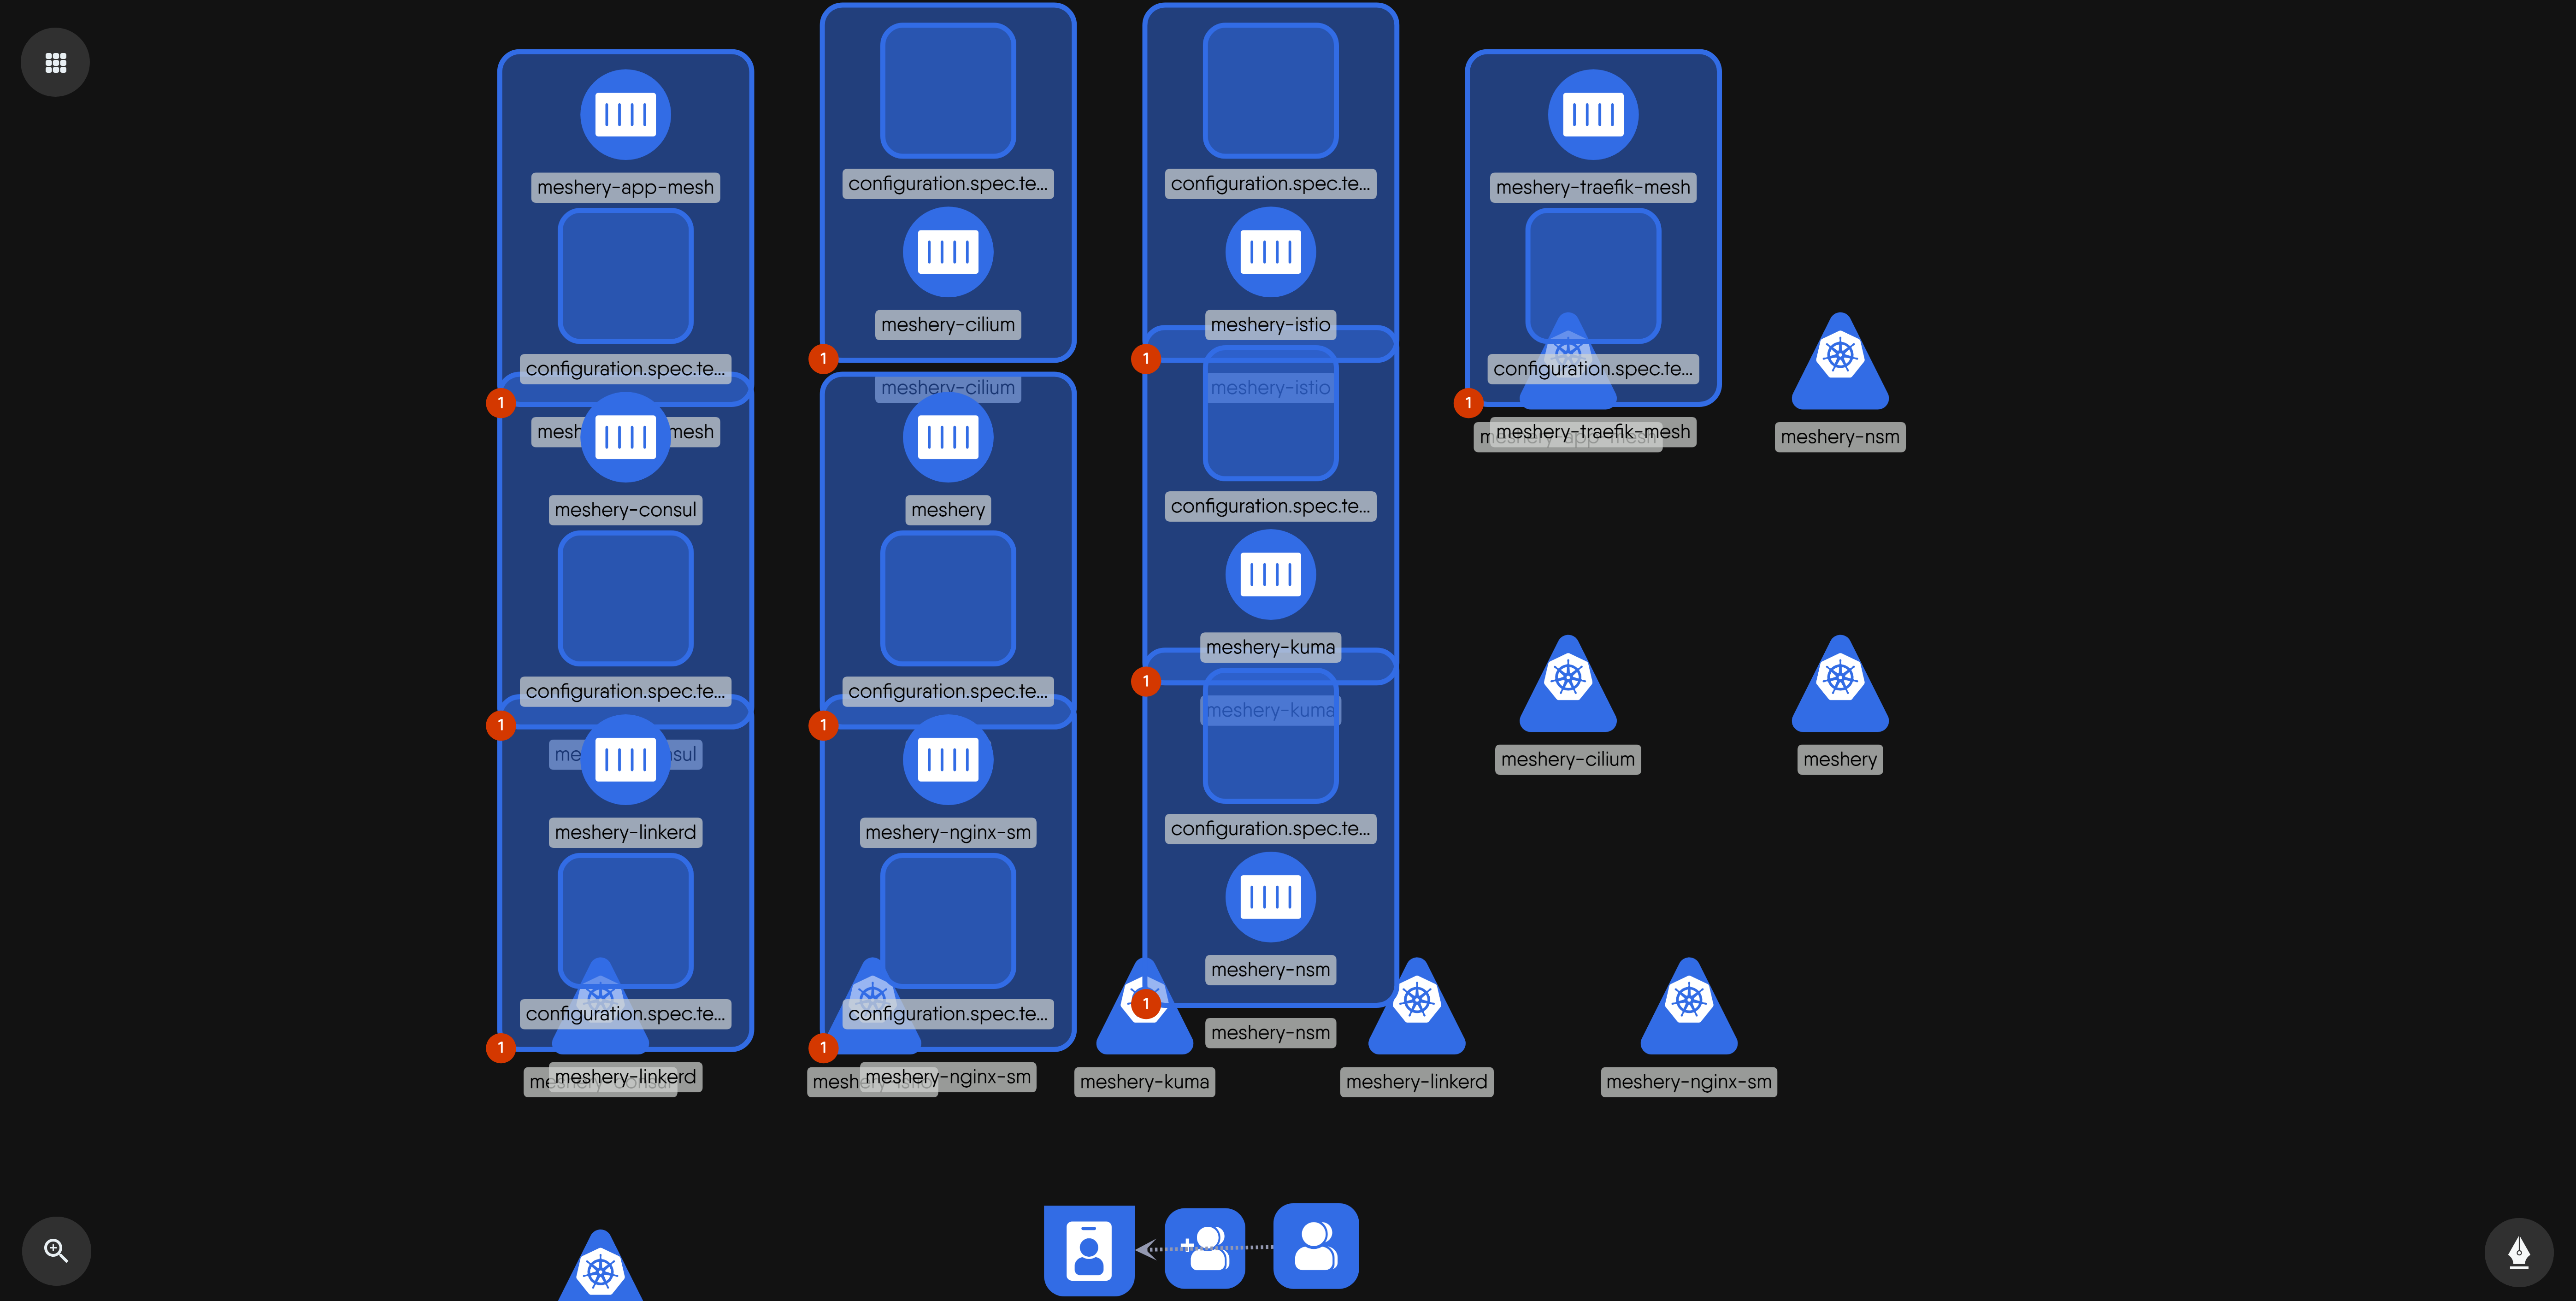 meshery-app-mesh
configuration.spec.te...
1
mesh mesh
meshery-consul
configuration.spec.te...
1
me sul
meshery-linkerd
configuration.spec.te...
1
meshery-linkerd
configuration.spec.te...
meshery-cilium
1
meshery-cilium
meshery
configuration.spec.te...
1
meshery-nginx-sm
configuration.spec.te...
1
meshery-nginx-sm
configuration.spec.te...
meshery-istio
1
meshery-istio
configuration.spec.te...
meshery-kuma
1
meshery-kuma
configuration.spec.te...
meshery-nsm
1
meshery-nsm
meshery-kuma
meshery-traefik-mesh
configuration.spec.te...
1
meshery-traefik-mesh
meshery-nsm
meshery-cilium
meshery
meshery-linkerd
meshery-nginx-sm